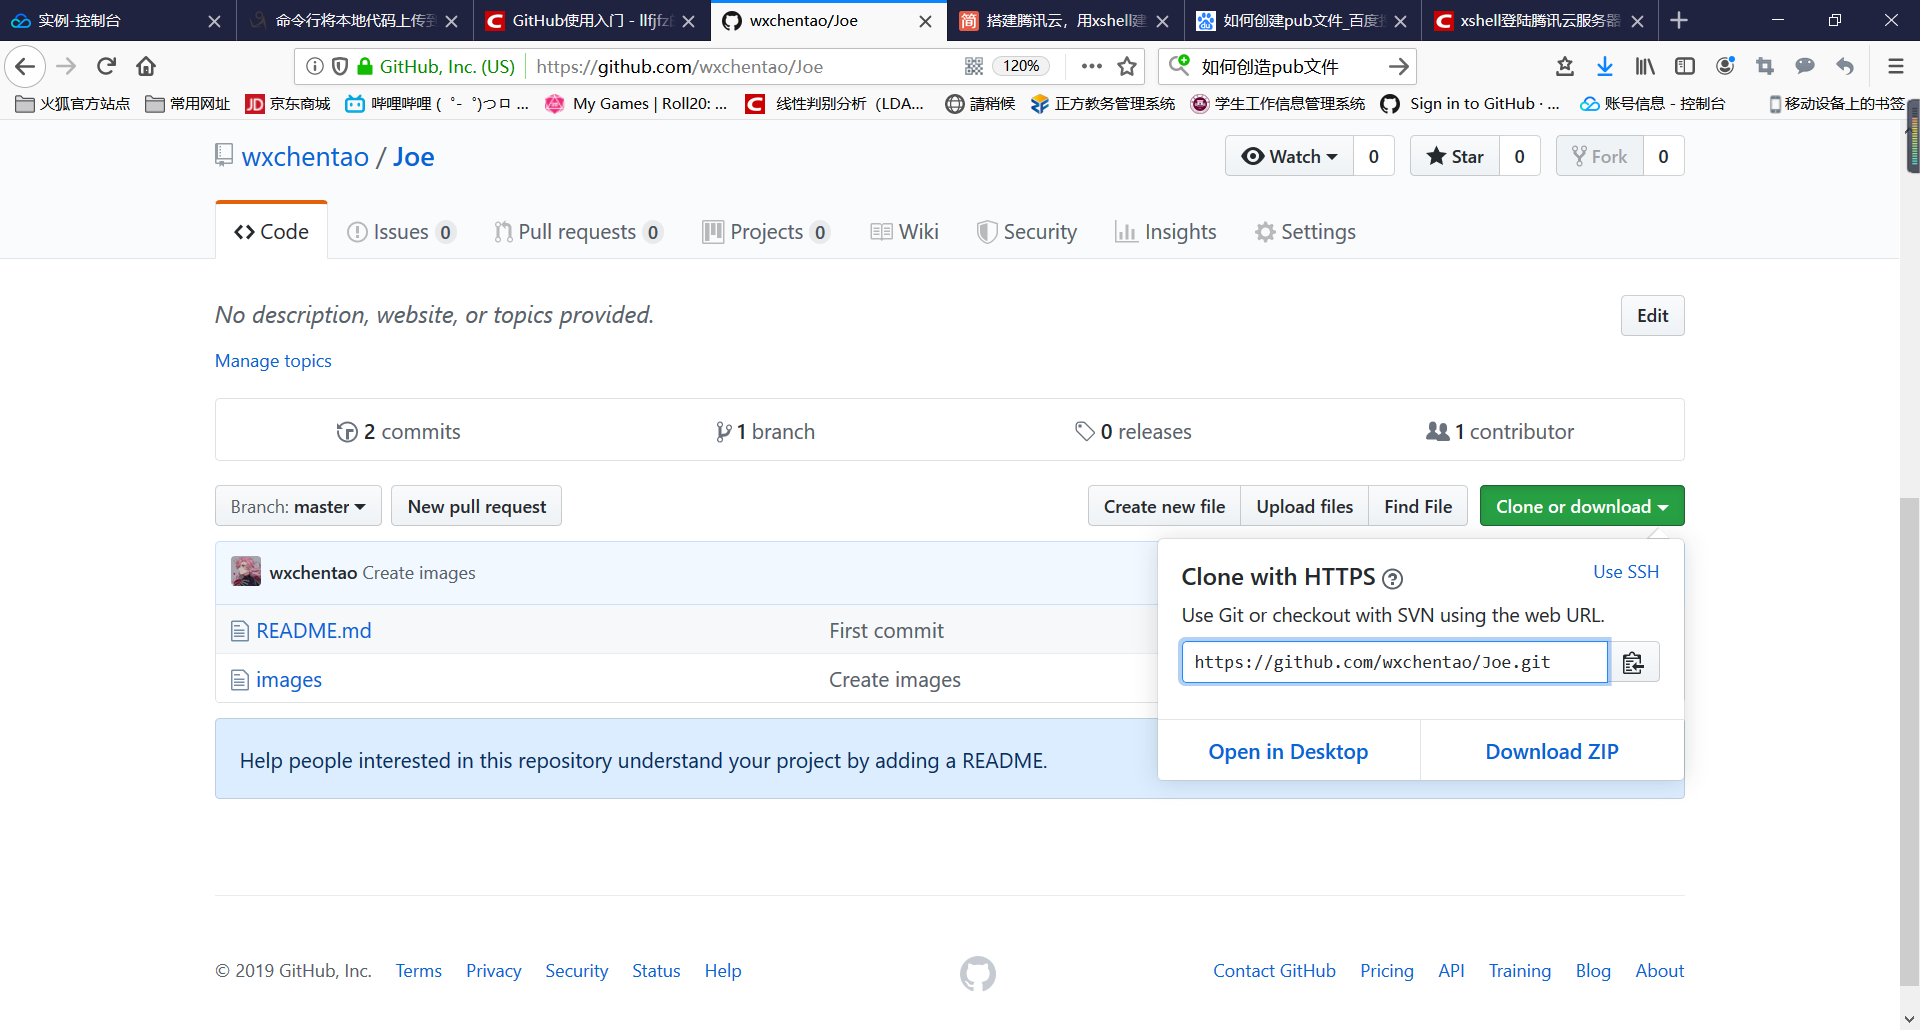 实例-控制台
命令行将本地代码上传到
GitHub使用入门 - llfjfz的
wxchentao/Joe
搭建腾讯云，用xshell建
如何创建pub文件_百度搜
xshell登陆腾讯云服务器
GitHub, Inc. (US)
https://github.com/wxchentao/Joe
120%
如何创造pub文件
火狐官方站点
常用网址
JD 京东商城
哔哩哔哩 ( ゜- ゜)つロ ...
My Games | Roll20: ...
线性判别分析（LDA...
請稍候
正方教务管理系统
学生工作信息管理系统
Sign in to GitHub · ...
账号信息 - 控制台
移动设备上的书签
wxchentao / Joe
Watch 0
Star 0
Fork 0
Code
Issues 0
Pull requests 0
Projects 0
Wiki
Security
Insights
Settings
No description, website, or topics provided.
Edit
Manage topics
2 commits
1 branch
0 releases
1 contributor
Branch: master
New pull request
Create new file
Upload files
Find File
Clone or download
wxchentao Create images
README.md First commit
images Create images
Clone with HTTPS
Use SSH
Use Git or checkout with SVN using the web URL.
https://github.com/wxchentao/Joe.git
Open in Desktop
Download ZIP
Help people interested in this repository understand your project by adding a README.
© 2019 GitHub, Inc.
Terms
Privacy
Security
Status
Help
Contact GitHub
Pricing
API
Training
Blog
About